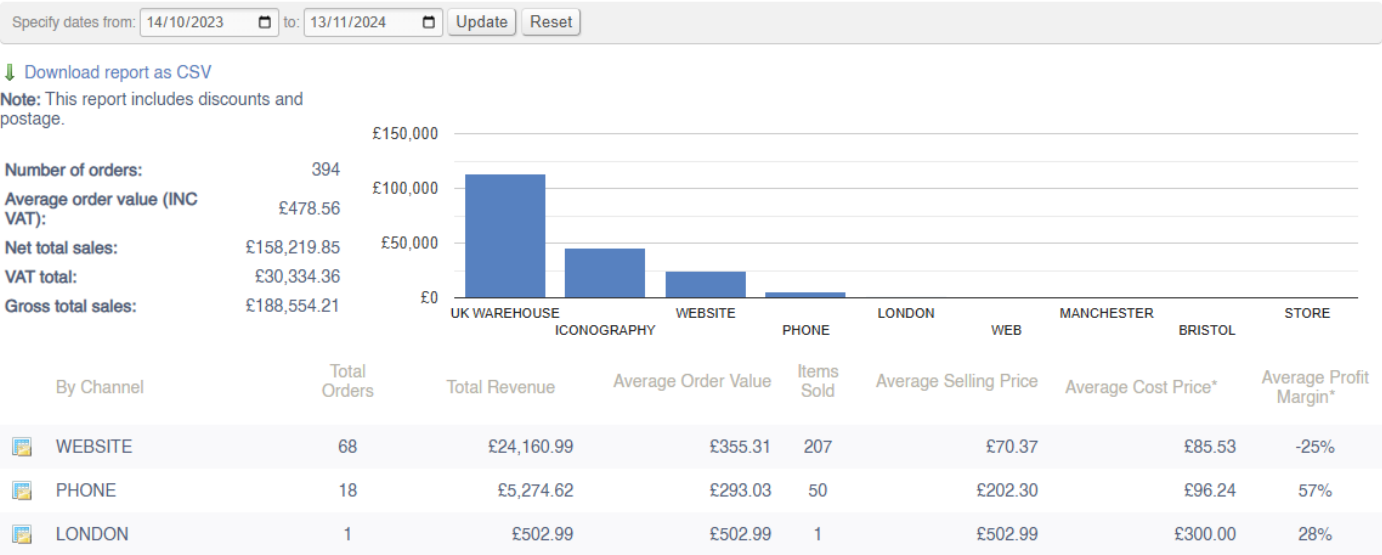 Specify dates from: 14/10/2023 to: 13/11/2024 Update Reset
Download report as CSV
Note: This report includes discounts and
postage.
Number of orders: 394
Average order value (INC
VAT): £478.56
Net total sales: £158,219.85
VAT total: £30,334.36
Gross total sales: £188,554.21
£150,000
£100,000
£50,000
£0
UK WAREHOUSE WEBSITE LONDON MANCHESTER STORE
ICONOGRAPHY PHONE WEB BRISTOL
By Channel Total Orders Total Revenue Average Order Value Items Sold Average Selling Price Average Cost Price* Average Profit Margin*
WEBSITE 68 £24,160.99 £355.31 207 £70.37 £85.53 -25%
PHONE 18 £5,274.62 £293.03 50 £202.30 £96.24 57%
LONDON 1 £502.99 £502.99 1 £502.99 £300.00 28%